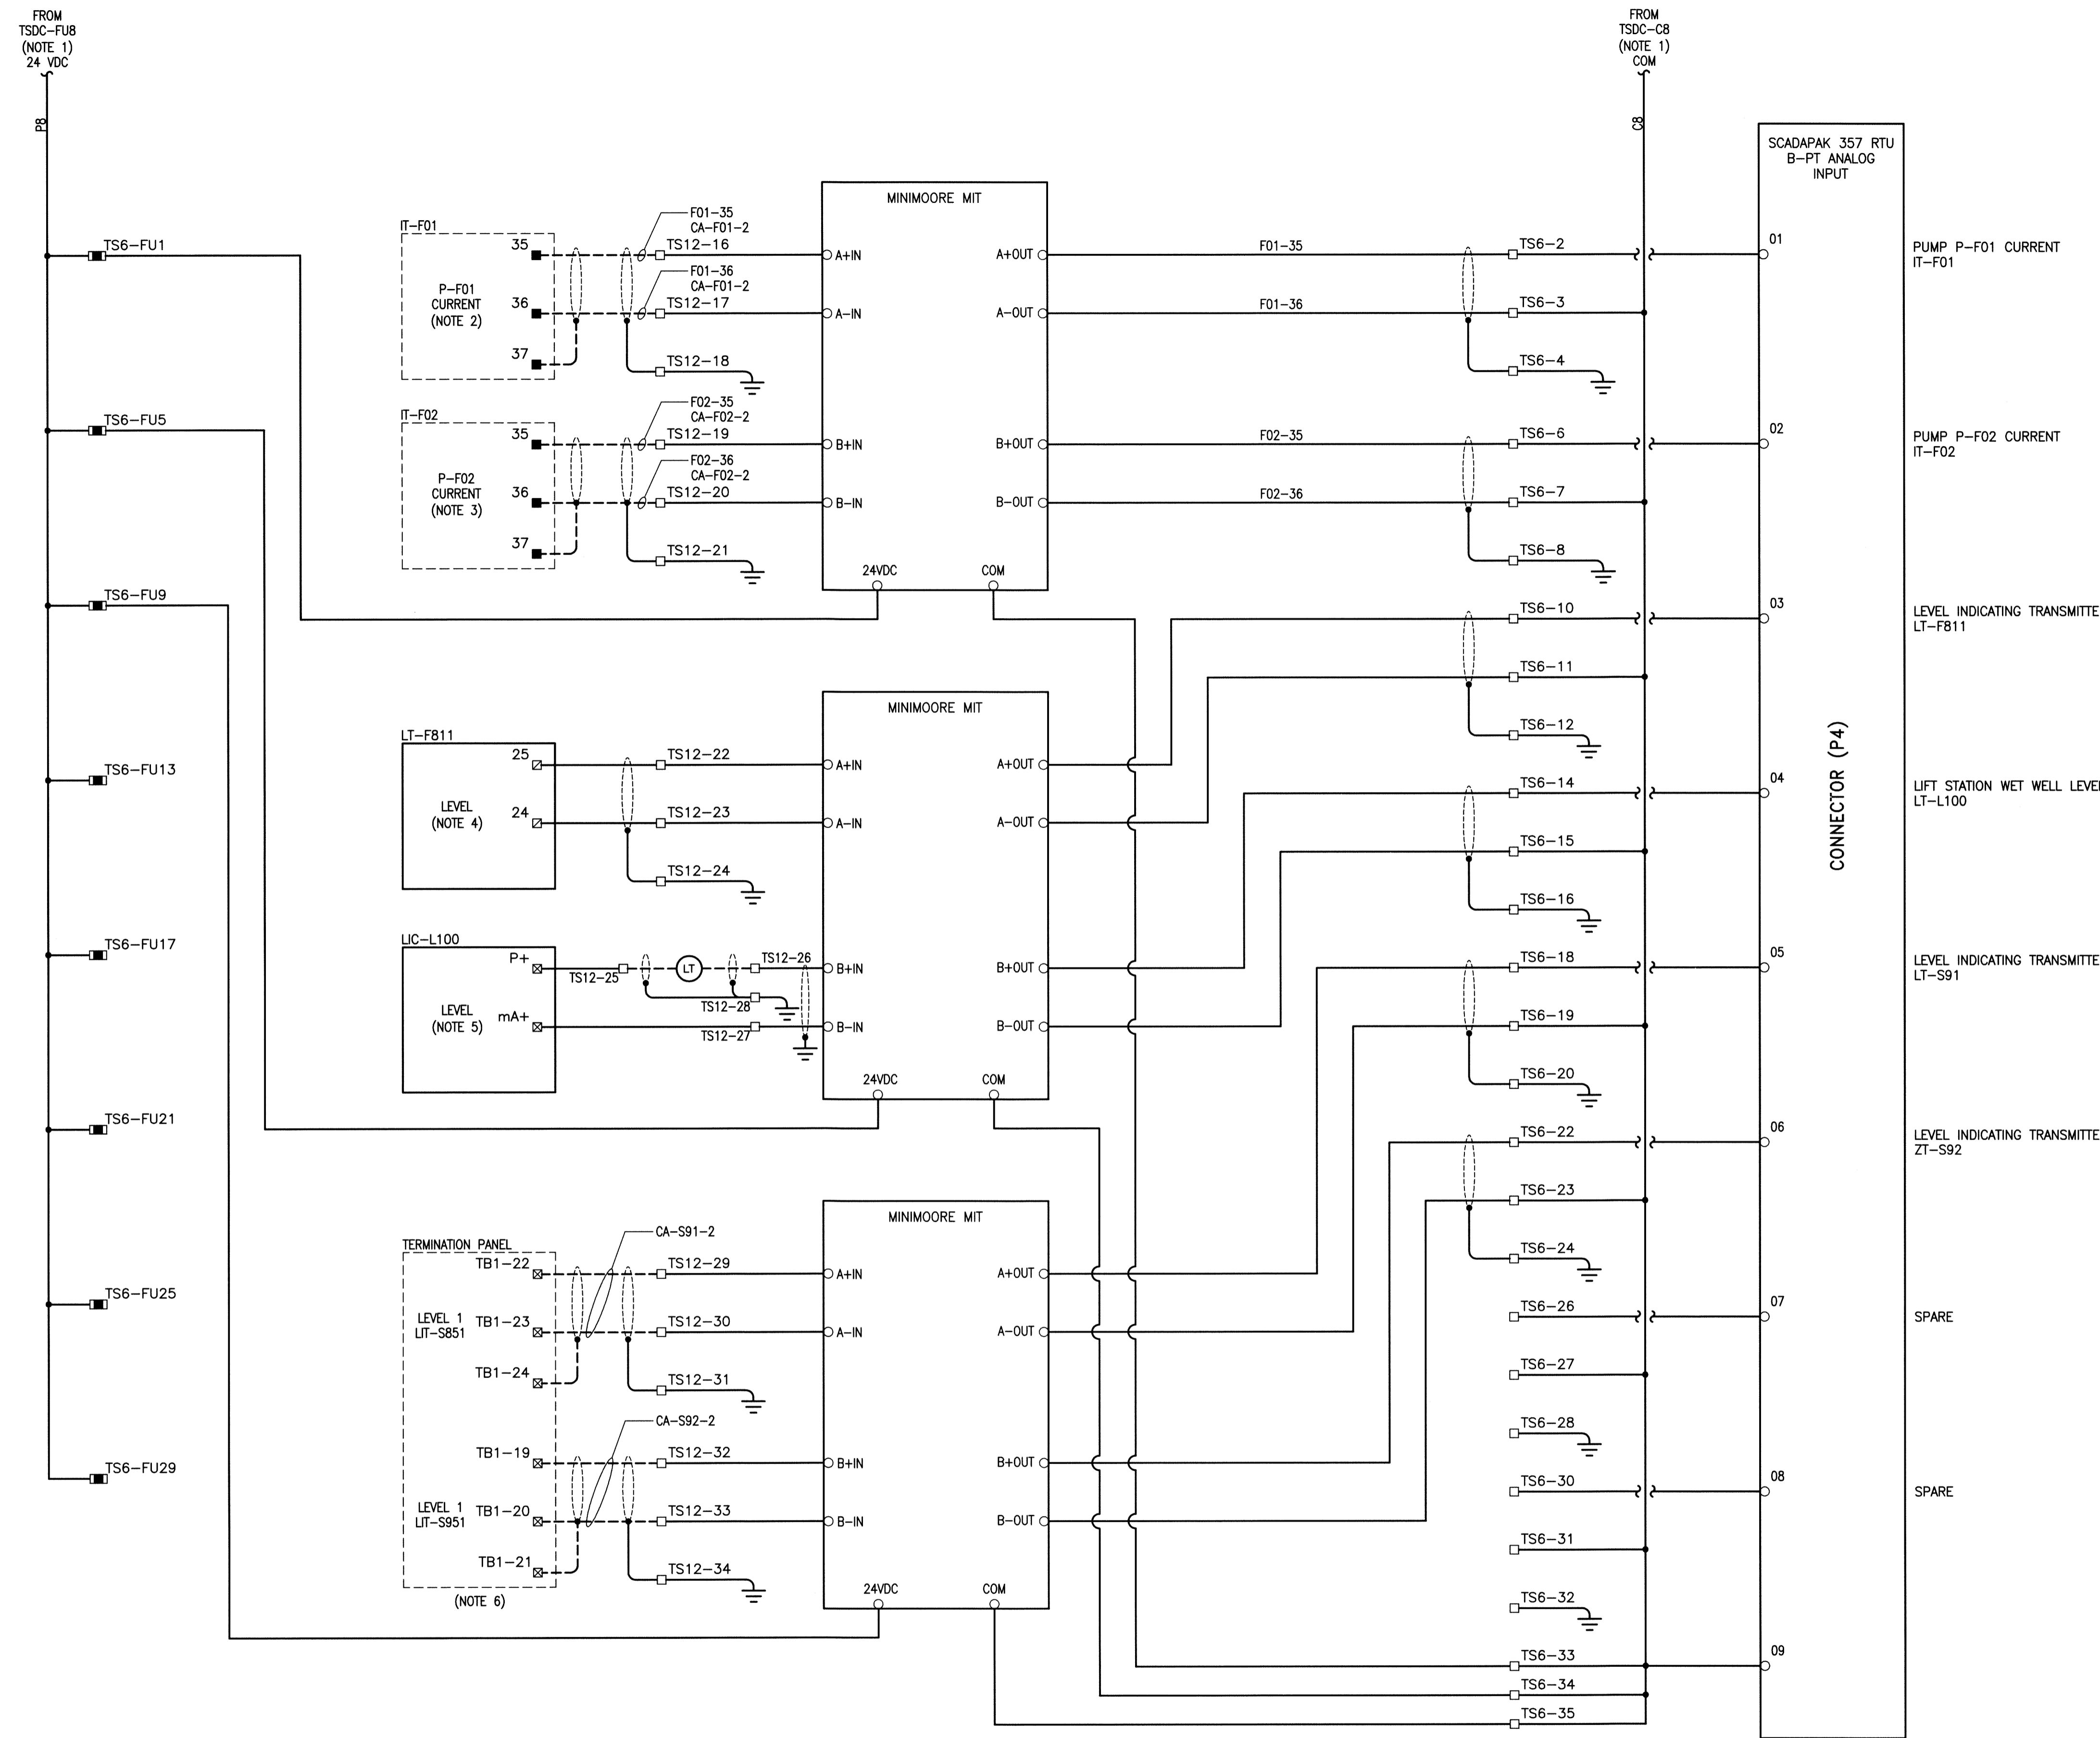 FROM
TSDC-FU8
(NOTE 1)
24 VDC
P8
TS6-FU1
TS6-FU5
TS6-FU9
TS6-FU13
TS6-FU17
TS6-FU21
TS6-FU25
TS6-FU29
IT-F01
35
36
37
P-F01
CURRENT
(NOTE 2)
F01-35
CA-F01-2
TS12-16
F01-36
CA-F01-2
TS12-17
TS12-18
IT-F02
35
36
37
P-F02
CURRENT
(NOTE 3)
F02-35
CA-F02-2
TS12-19
F02-36
CA-F02-2
TS12-20
TS12-21
MINIMOORE MIT
A+IN
A-IN
B+IN
B-IN
A+OUT
A-OUT
B+OUT
B-OUT
24VDC
COM
F01-35
F01-36
F02-35
F02-36
LT-F811
25
24
LEVEL
(NOTE 4)
TS12-22
TS12-23
TS12-24
LIC-L100
P+
mA+
LEVEL
(NOTE 5)
TS12-25
LT
TS12-26
TS12-28
TS12-27
MINIMOORE MIT
A+IN
A-IN
B+IN
B-IN
A+OUT
A-OUT
B+OUT
B-OUT
24VDC
COM
TERMINATION PANEL
TB1-22
LEVEL 1
LIT-S851
TB1-23
TB1-24
TB1-19
LEVEL 1
LIT-S951
TB1-20
TB1-21
(NOTE 6)
CA-S91-2
TS12-29
TS12-30
TS12-31
CA-S92-2
TS12-32
TS12-33
TS12-34
MINIMOORE MIT
A+IN
A-IN
B+IN
B-IN
A+OUT
A-OUT
B+OUT
B-OUT
24VDC
COM
FROM
TSDC-C8
(NOTE 1)
COM
C8
TS6-2
TS6-3
TS6-4
TS6-6
TS6-7
TS6-8
TS6-10
TS6-11
TS6-12
TS6-14
TS6-15
TS6-16
TS6-18
TS6-19
TS6-20
TS6-22
TS6-23
TS6-24
TS6-26
TS6-27
TS6-28
TS6-30
TS6-31
TS6-32
TS6-33
TS6-34
TS6-35
SCADAPAK 357 RTU
B-PT ANALOG
INPUT
CONNECTOR (P4)
01
02
03
04
05
06
07
08
09
PUMP P-F01 CURRENT
IT-F01
PUMP P-F02 CURRENT
IT-F02
LEVEL INDICATING TRANSMITTE
LT-F811
LIFT STATION WET WELL LEVE
LT-L100
LEVEL INDICATING TRANSMITTE
LT-S91
LEVEL INDICATING TRANSMITTE
ZT-S92
SPARE
SPARE